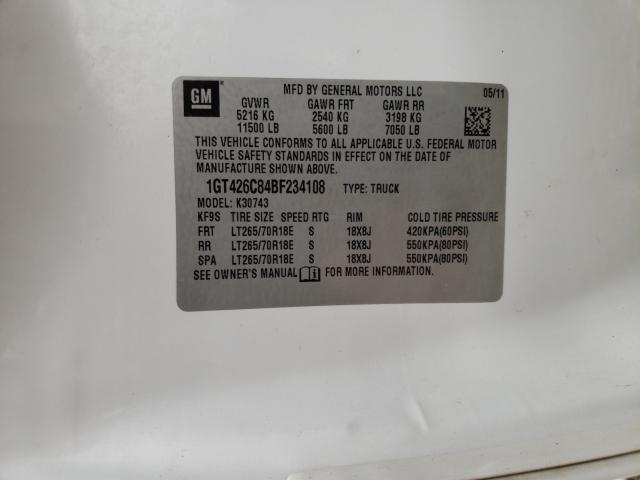 GM
MFD BY GENERAL MOTORS LLC 05/11
GVWR GAWR FRT GAWR RR
5216 KG 2540 KG 3198 KG
11500 LB 5600 LB 7050 LB
THIS VEHICLE CONFORMS TO ALL APPLICABLE U.S. FEDERAL MOTOR
VEHICLE SAFETY STANDARDS IN EFFECT ON THE DATE OF
MANUFACTURE SHOWN ABOVE.
1GT426C84BF234108 TYPE: TRUCK
MODEL: K30743
KF9S TIRE SIZE SPEED RTG RIM COLD TIRE PRESSURE
FRT LT265/70R18E S 18X8J 420KPA(60PSI)
RR LT265/70R18E S 18X8J 550KPA(80PSI)
SPA LT265/70R18E S 18X8J 550KPA(80PSI)
SEE OWNER'S MANUAL FOR MORE INFORMATION.